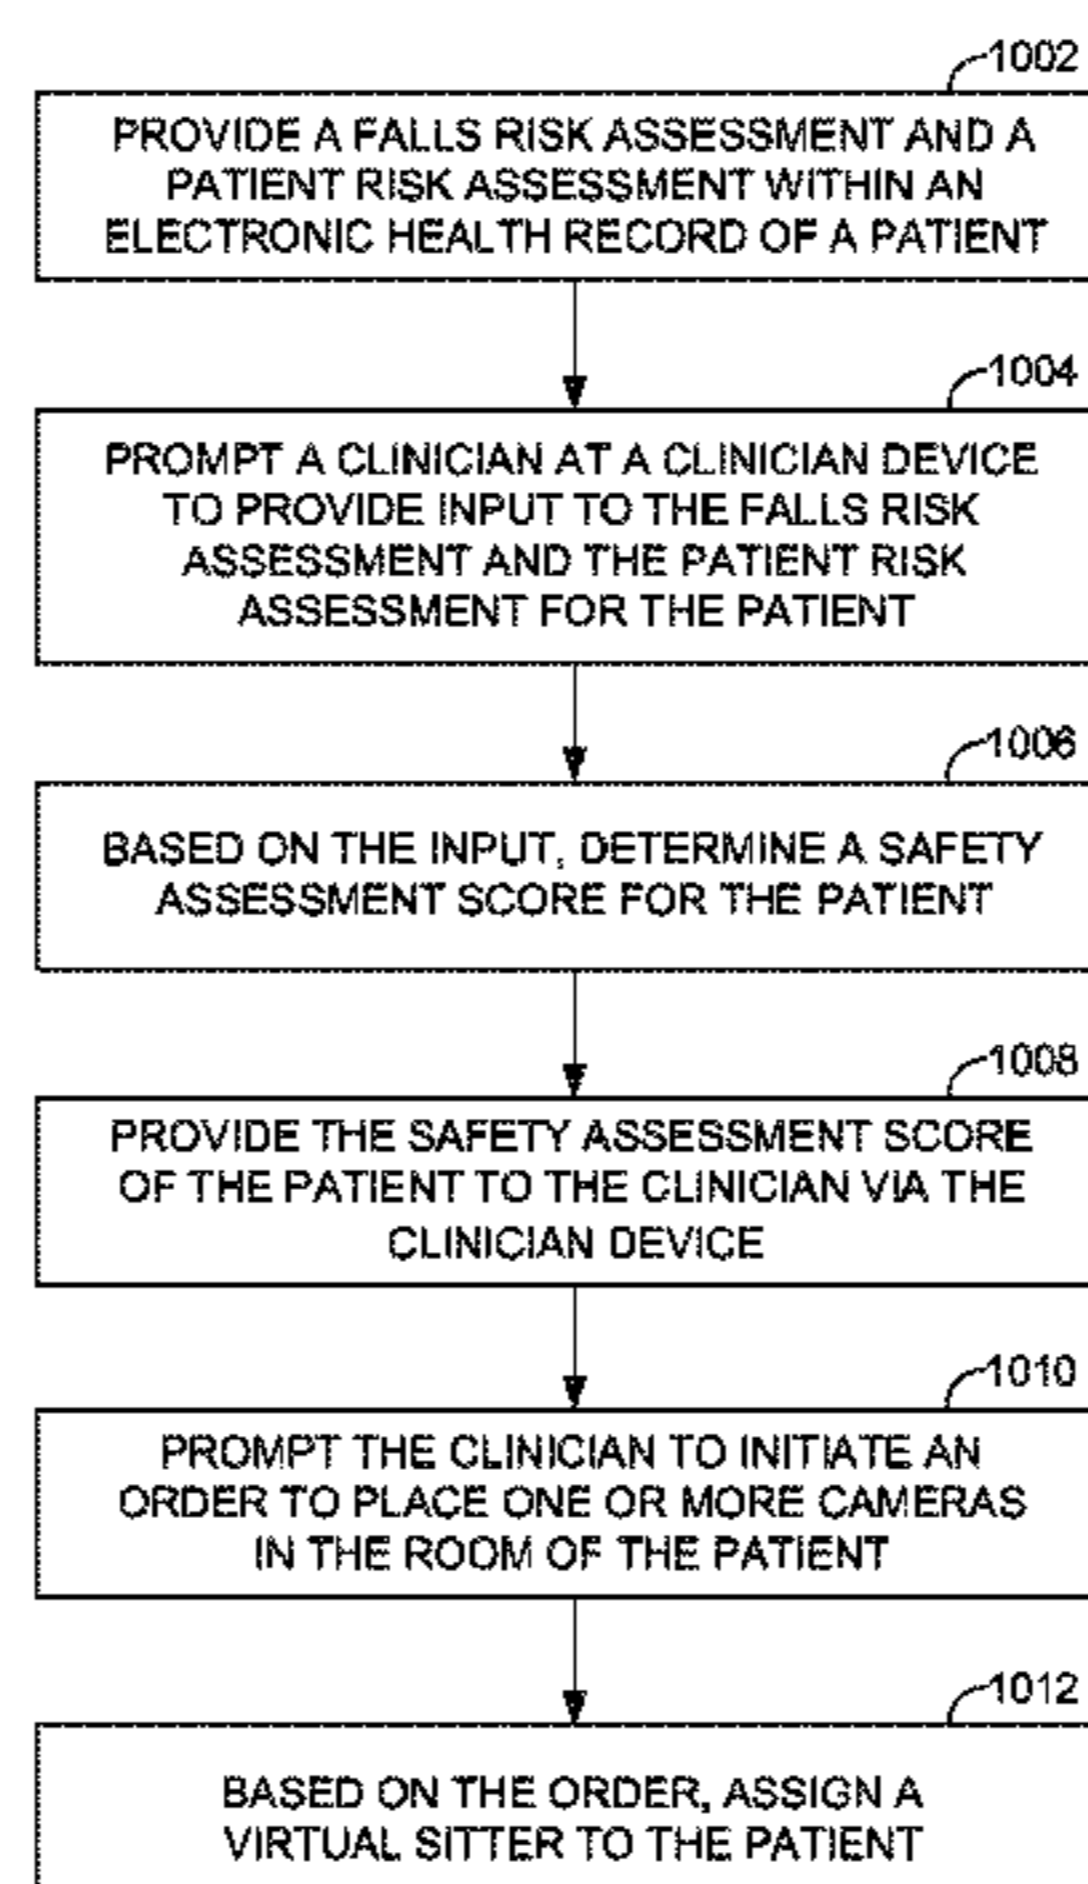 1002
PROVIDE A FALLS RISK ASSESSMENT AND A
PATIENT RISK ASSESSMENT WITHIN AN
ELECTRONIC HEALTH RECORD OF A PATIENT
1004
PROMPT A CLINICIAN AT A CLINICIAN DEVICE
TO PROVIDE INPUT TO THE FALLS RISK
ASSESSMENT AND THE PATIENT RISK
ASSESSMENT FOR THE PATIENT
1006
BASED ON THE INPUT, DETERMINE A SAFETY
ASSESSMENT SCORE FOR THE PATIENT
1008
PROVIDE THE SAFETY ASSESSMENT SCORE
OF THE PATIENT TO THE CLINICIAN VIA THE
CLINICIAN DEVICE
1010
PROMPT THE CLINICIAN TO INITIATE AN
ORDER TO PLACE ONE OR MORE CAMERAS
IN THE ROOM OF THE PATIENT
1012
BASED ON THE ORDER, ASSIGN A
VIRTUAL SITTER TO THE PATIENT